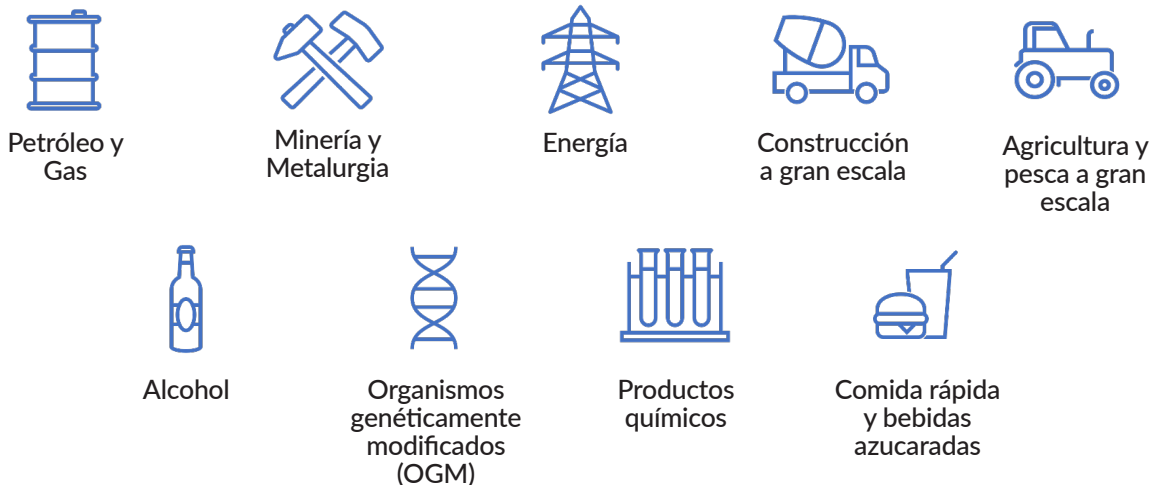 Petróleo y
Gas
Minería y
Metalurgia
Energía
Construcción
a gran escala
Agricultura y
pesca a gran
escala
Alcohol
Organismos
genéticamente
modificados
(OGM)
Productos
químicos
Comida rápida
y bebidas
azucaradas